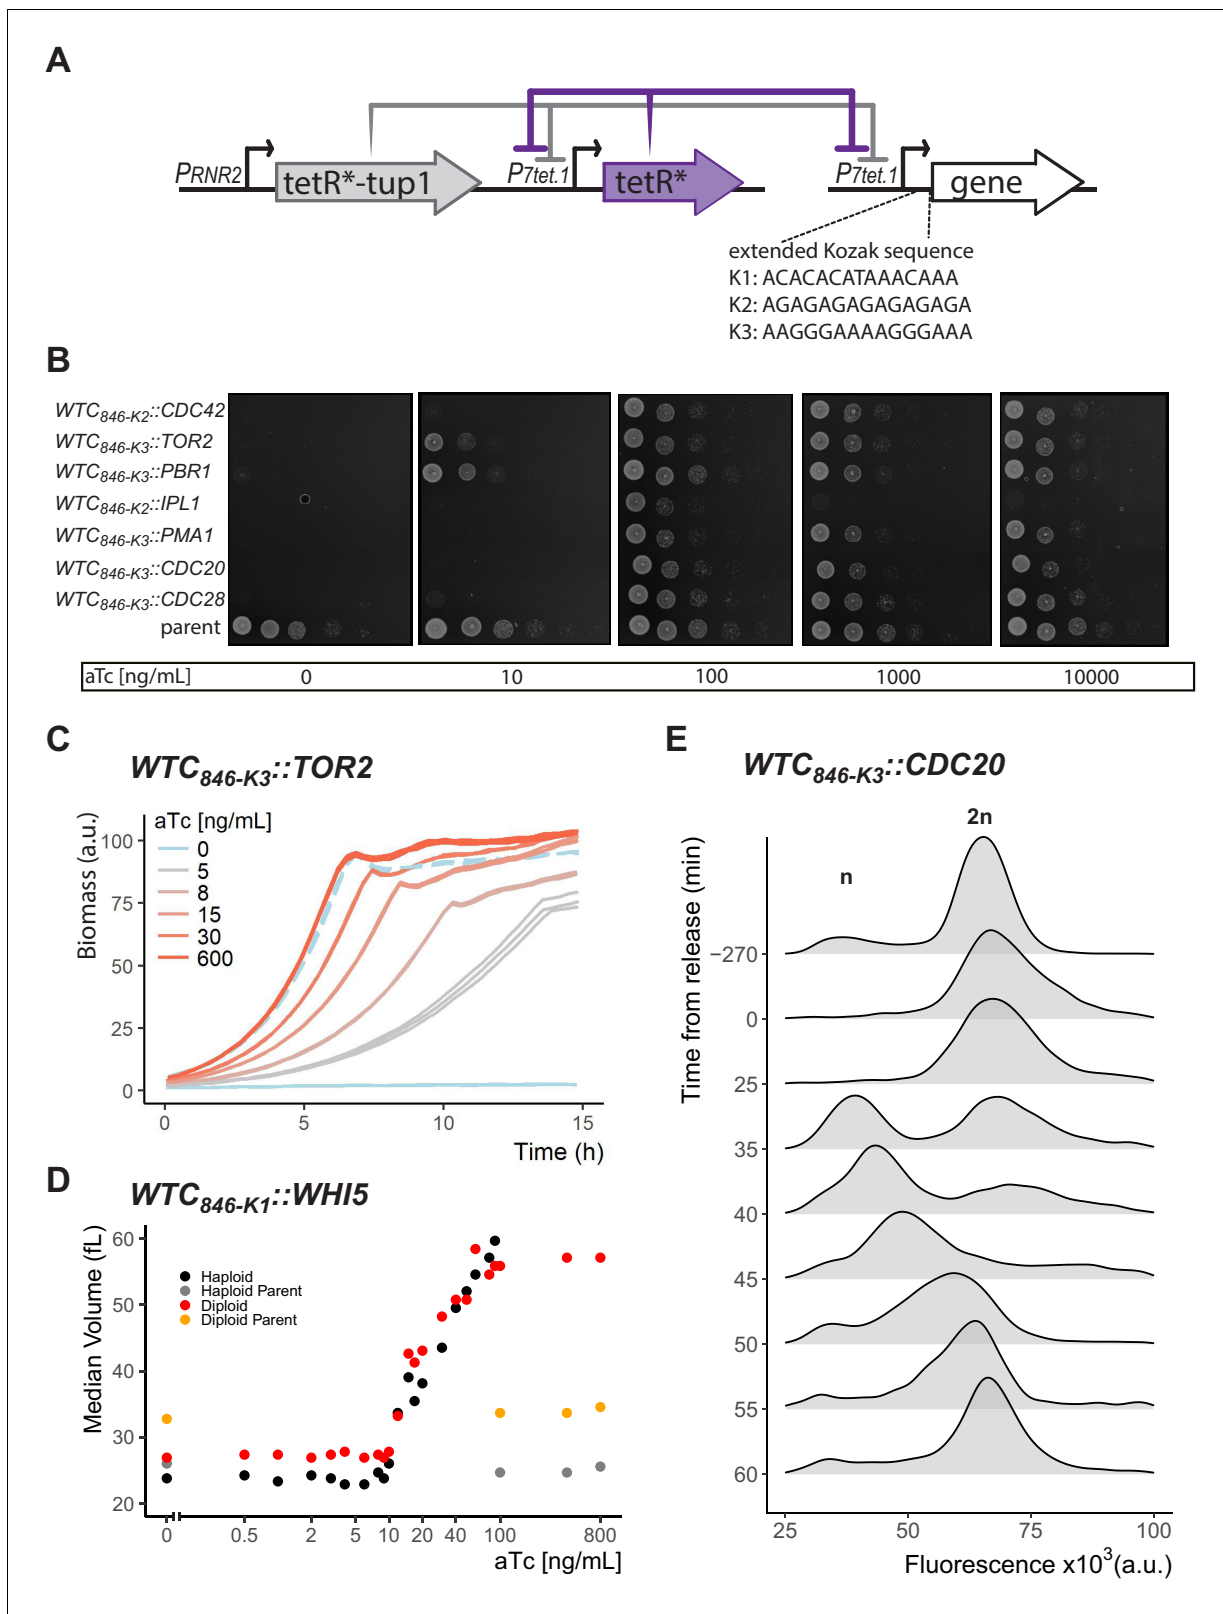 A
PRNR2
tetR*-tup1
P7tet.1
tetR*
P7tet.1
gene
extended Kozak sequence
K1: ACACACATAAACAAA
K2: AGAGAGAGAGAGAGA
K3: AAGGGAAAAGGGAAA
B
WTC846-K2::CDC42
WTC846-K3::TOR2
WTC846-K3::PBR1
WTC846-K2::IPL1
WTC846-K3::PMA1
WTC846-K3::CDC20
WTC846-K3::CDC28
parent
aTc [ng/mL] 0 10 100 1000 10000
C
WTC846-K3::TOR2
aTc [ng/mL]
0
5
8
15
30
600
Biomass (a.u.)
100
75
50
25
0
0 5 10 15
Time (h)
D
WTC846-K1::WHI5
Median Volume (fL)
60
50
40
30
20
Haploid
Haploid Parent
Diploid
Diploid Parent
0 0.5 2 5 10 20 40 100 800
aTc [ng/mL]
E
WTC846-K3::CDC20
2n
n
Time from release (min)
−270
0
25
35
40
45
50
55
60
25 50 75 100
Fluorescence x10³(a.u.)